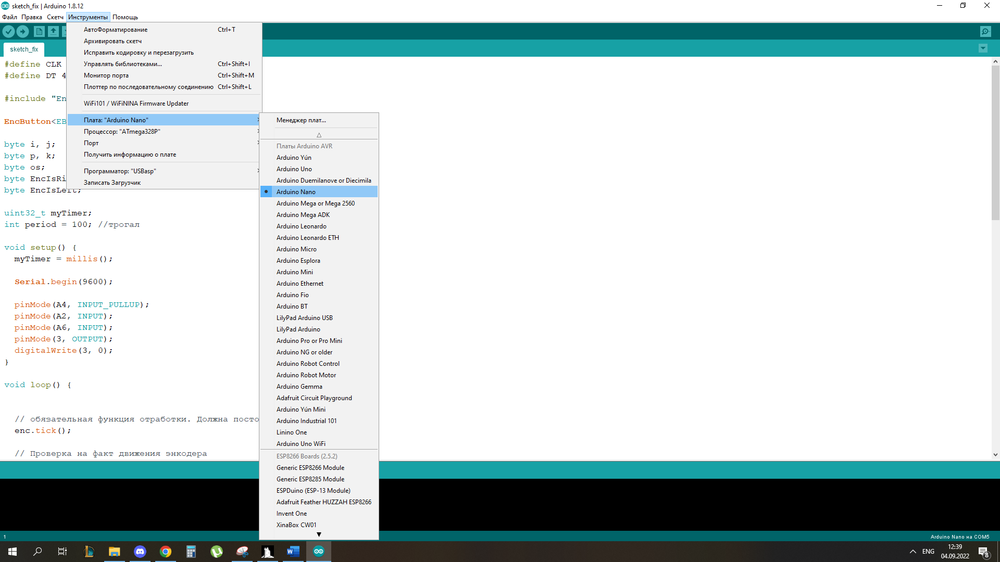 sketch_fix | Arduino 1.8.12
Файл Правка Скетч Инструменты Помощь
sketch_fix
АвтоФорматирование Ctrl+T
Архивировать скетч
Исправить кодировку и перезагрузить
Управлять библиотеками... Ctrl+Shift+I
Монитор порта Ctrl+Shift+M
Плоттер по последовательному соединению Ctrl+Shift+L
WiFi101 / WiFiNINA Firmware Updater
Плата: "Arduino Nano"
Процессор: "ATmega328P"
Порт
Получить информацию о плате
Программатор: "USBasp"
Записать Загрузчик
Менеджер плат...
Платы Arduino AVR
Arduino Yún
Arduino Uno
Arduino Duemilanove or Diecimila
Arduino Nano
Arduino Mega or Mega 2560
Arduino Mega ADK
Arduino Leonardo
Arduino Leonardo ETH
Arduino Micro
Arduino Esplora
Arduino Mini
Arduino Ethernet
Arduino Fio
Arduino BT
LilyPad Arduino USB
LilyPad Arduino
Arduino Pro or Pro Mini
Arduino NG or older
Arduino Robot Control
Arduino Robot Motor
Arduino Gemma
Adafruit Circuit Playground
Arduino Yún Mini
Arduino Industrial 101
Linino One
Arduino Uno WiFi
ESP8266 Boards (2.5.2)
Generic ESP8266 Module
Generic ESP8285 Module
ESPDuino (ESP-13 Module)
Adafruit Feather HUZZAH ESP8266
Invent One
XinaBox CW01
#define CLK
#define DT 4
#include "En
EncButton<EB
byte i, j;
byte p, k;
byte os;
byte EncIsRi
byte EncIsLeft;
uint32_t myTimer;
int period = 100; //трогал
void setup() {
myTimer = millis();
Serial.begin(9600);
pinMode(A4, INPUT_PULLUP);
pinMode(A2, INPUT);
pinMode(A6, INPUT);
pinMode(3, OUTPUT);
digitalWrite(3, 0);
}
void loop() {
// обязательная функция отработки. Должна посто
enc.tick();
// Проверка на факт движения энкодера
1
Arduino Nano на COM5
ENG
12:39
04.09.2022
8